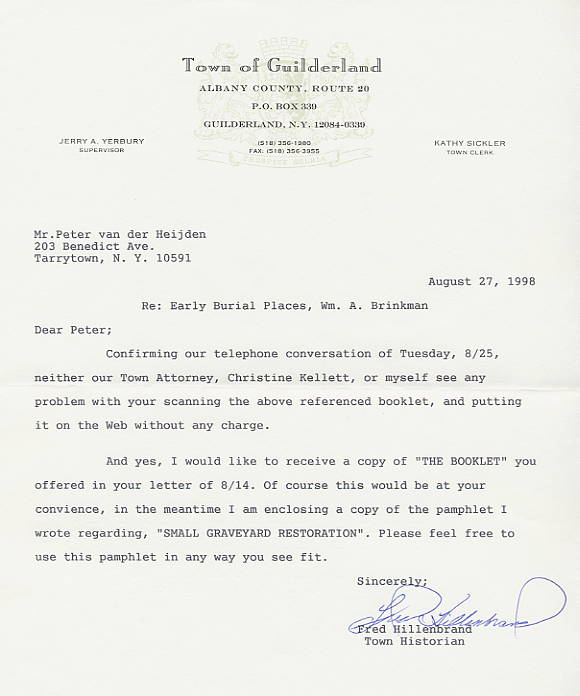 Town of Guilderland
ALBANY COUNTY, ROUTE 20
P.O. BOX 339
GUILDERLAND, N.Y. 12084-0339
(518) 356-1980
FAX: (518) 356-3955
JERRY A. YERBURY
SUPERVISOR
KATHY SICKLER
TOWN CLERK
Mr.Peter van der Heijden
203 Benedict Ave.
Tarrytown, N. Y. 10591
August 27, 1998
Re: Early Burial Places, Wm. A. Brinkman
Dear Peter;
Confirming our telephone conversation of Tuesday, 8/25,
neither our Town Attorney, Christine Kellett, or myself see any
problem with your scanning the above referenced booklet, and putting
it on the Web without any charge.
And yes, I would like to receive a copy of "THE BOOKLET" you
offered in your letter of 8/14. Of course this would be at your
convience, in the meantime I am enclosing a copy of the pamphlet I
wrote regarding, "SMALL GRAVEYARD RESTORATION". Please feel free to
use this pamphlet in any way you see fit.
Sincerely;
Fred Hillenbrand
Fred Hillenbrand
Town Historian